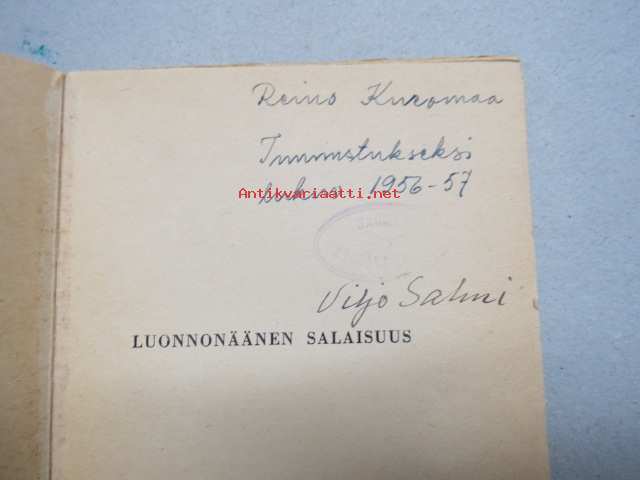 Reino Kuromaa
Tunnustukseksi
1956-57
Antikvariaatti.net
Viljo Salmi
LUONNONÄÄNEN SALAISUUS